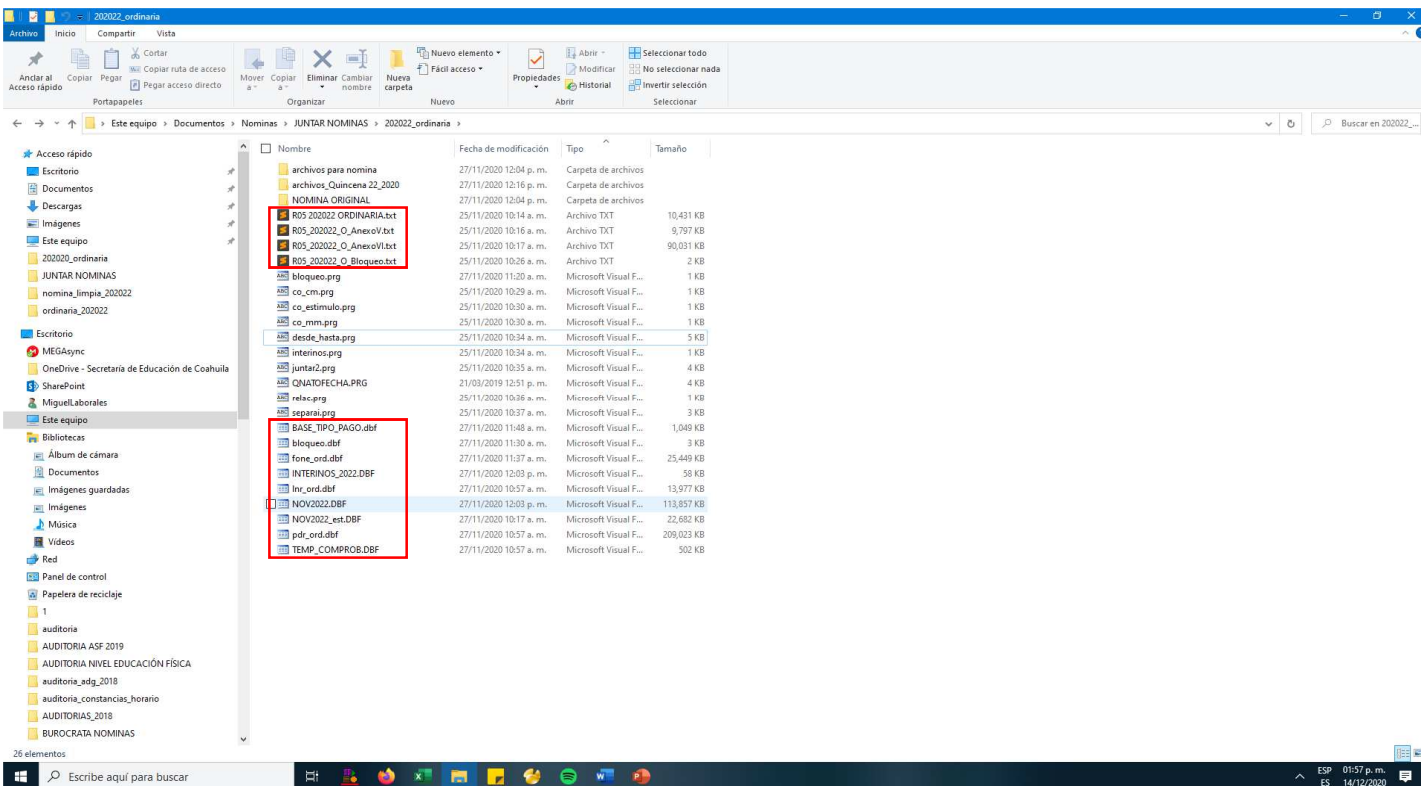 202022_ordinaria
Archivo Inicio Compartir Vista
Anclar al Acceso rápido
Copiar
Pegar
Cortar
Copiar ruta de acceso
Pegar acceso directo
Portapapeles
Mover a
Copiar a
Eliminar
Cambiar nombre
Organizar
Nueva carpeta
Nuevo elemento
Fácil acceso
Nuevo
Propiedades
Abrir
Modificar
Historial
Abrir
Seleccionar todo
No seleccionar nada
Invertir selección
Seleccionar
Este equipo > Documentos > Nominas > JUNTAR NOMINAS > 202022_ordinaria >
Buscar en 202022_...
Acceso rápido
Escritorio
Documentos
Descargas
Imágenes
Este equipo
202020_ordinaria
JUNTAR NOMINAS
nomina_limpia_202022
ordinaria_202022
Escritorio
MEGAsync
OneDrive - Secretaría de Educación de Coahuila
SharePoint
MiguelLaborales
Este equipo
Bibliotecas
Álbum de cámara
Documentos
Imágenes guardadas
Imágenes
Música
Vídeos
Red
Panel de control
Papelera de reciclaje
1
auditoria
AUDITORIA ASF 2019
AUDITORIA NIVEL EDUCACIÓN FÍSICA
auditoria_adg_2018
auditoria_constancias_horario
AUDITORIAS_2018
BUROCRATA NOMINAS
Nombre Fecha de modificación Tipo Tamaño
archivos para nomina 27/11/2020 12:04 p. m. Carpeta de archivos
archivos_Quincena 22_2020 27/11/2020 12:16 p. m. Carpeta de archivos
NOMINA ORIGINAL 27/11/2020 12:04 p. m. Carpeta de archivos
R05 202022 ORDINARIA.txt 25/11/2020 10:14 a. m. Archivo TXT 10,431 KB
R05_202022_O_AnexoV.txt 25/11/2020 10:16 a. m. Archivo TXT 9,797 KB
R05_202022_O_AnexoVI.txt 25/11/2020 10:17 a. m. Archivo TXT 90,031 KB
R05_202022_O_Bloqueo.txt 25/11/2020 10:26 a. m. Archivo TXT 2 KB
bloqueo.prg 27/11/2020 11:20 a. m. Microsoft Visual F... 1 KB
co_cm.prg 25/11/2020 10:29 a. m. Microsoft Visual F... 1 KB
co_estimulo.prg 25/11/2020 10:30 a. m. Microsoft Visual F... 1 KB
co_mm.prg 25/11/2020 10:30 a. m. Microsoft Visual F... 1 KB
desde_hasta.prg 25/11/2020 10:34 a. m. Microsoft Visual F... 5 KB
interinos.prg 25/11/2020 10:34 a. m. Microsoft Visual F... 1 KB
juntar2.prg 25/11/2020 10:35 a. m. Microsoft Visual F... 4 KB
QNATOFECHA.PRG 21/03/2019 12:51 p. m. Microsoft Visual F... 4 KB
relac.prg 25/11/2020 10:36 a. m. Microsoft Visual F... 1 KB
separai.prg 25/11/2020 10:37 a. m. Microsoft Visual F... 3 KB
BASE_TIPO_PAGO.dbf 27/11/2020 11:48 a. m. Microsoft Visual F... 1,049 KB
bloqueo.dbf 27/11/2020 11:30 a. m. Microsoft Visual F... 3 KB
fone_ord.dbf 27/11/2020 11:37 a. m. Microsoft Visual F... 25,449 KB
INTERINOS_2022.DBF 27/11/2020 12:03 p. m. Microsoft Visual F... 58 KB
lnr_ord.dbf 27/11/2020 10:57 a. m. Microsoft Visual F... 13,977 KB
NOV2022.DBF 27/11/2020 12:03 p. m. Microsoft Visual F... 113,857 KB
NOV2022_est.DBF 27/11/2020 10:17 a. m. Microsoft Visual F... 22,682 KB
pdr_ord.dbf 27/11/2020 10:57 a. m. Microsoft Visual F... 209,023 KB
TEMP_COMPROB.DBF 27/11/2020 10:57 a. m. Microsoft Visual F... 502 KB
26 elementos
Escribe aquí para buscar
ESP 01:57 p. m.
ES 14/12/2020